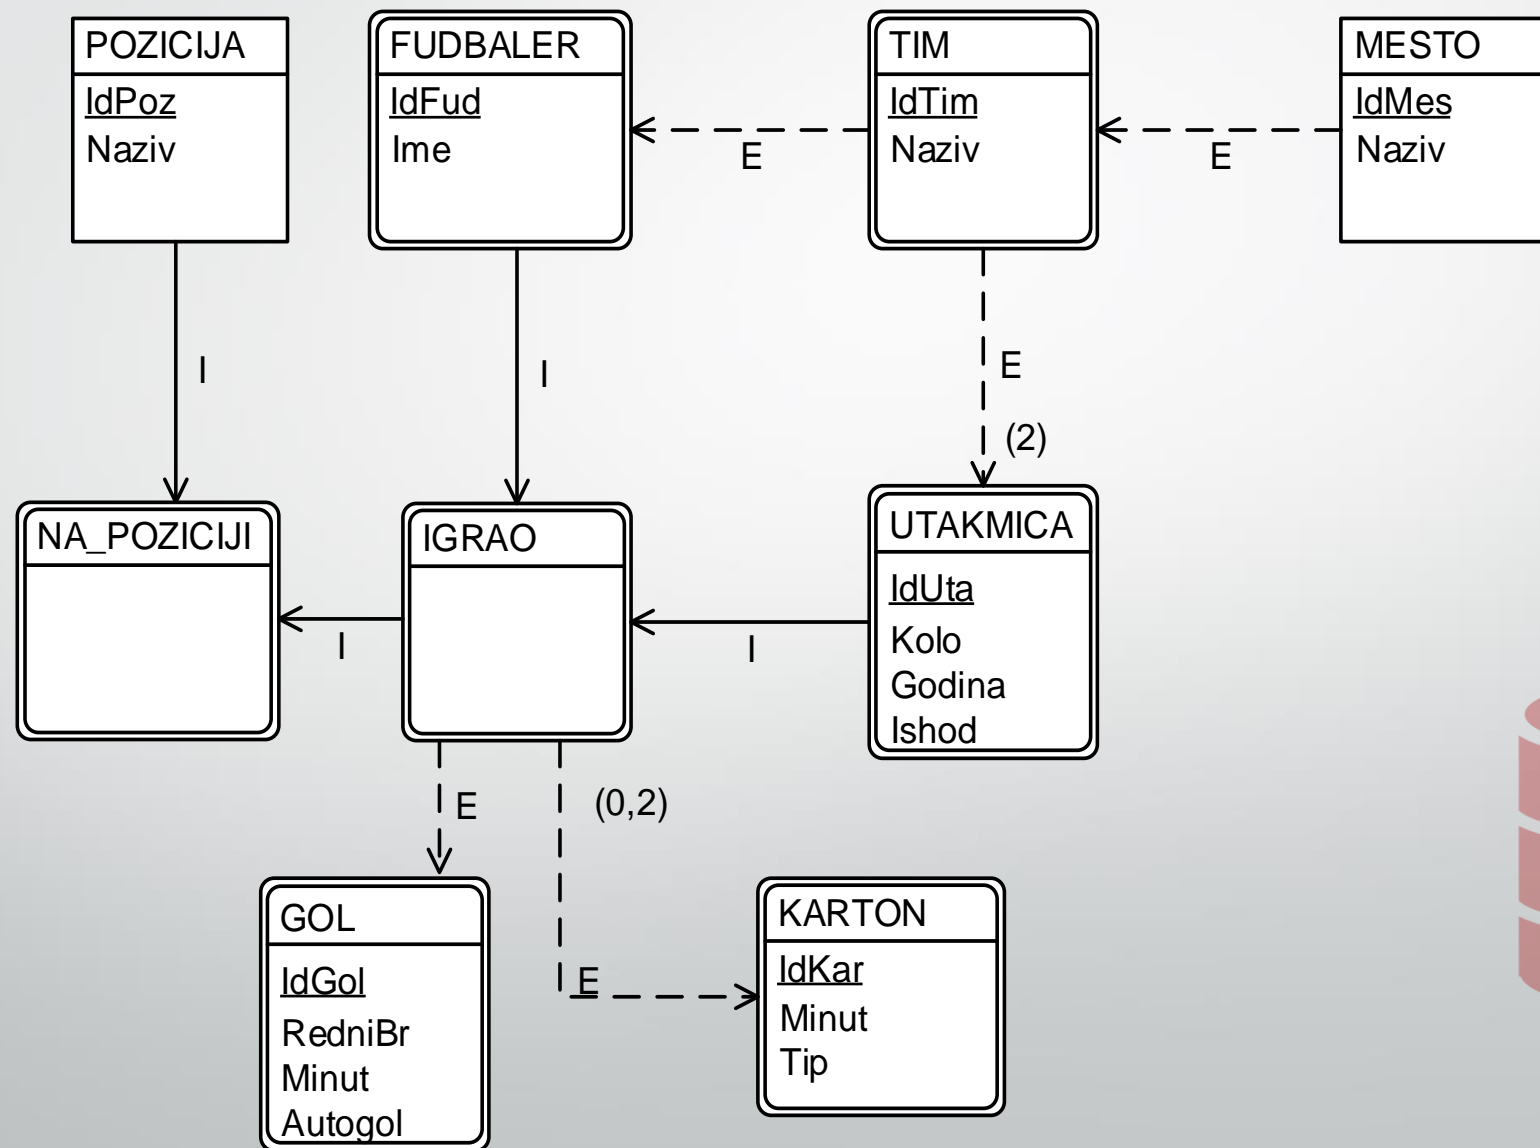 POZICIJA
IdPoz
Naziv
FUDBALER
IdFud
Ime
TIM
IdTim
Naziv
MESTO
IdMes
Naziv
E
E
I
I
E
(2)
NA_POZICIJI
IGRAO
UTAKMICA
IdUta
Kolo
Godina
Ishod
I
I
E
(0,2)
GOL
IdGol
RedniBr
Minut
Autogol
E
KARTON
IdKar
Minut
Tip